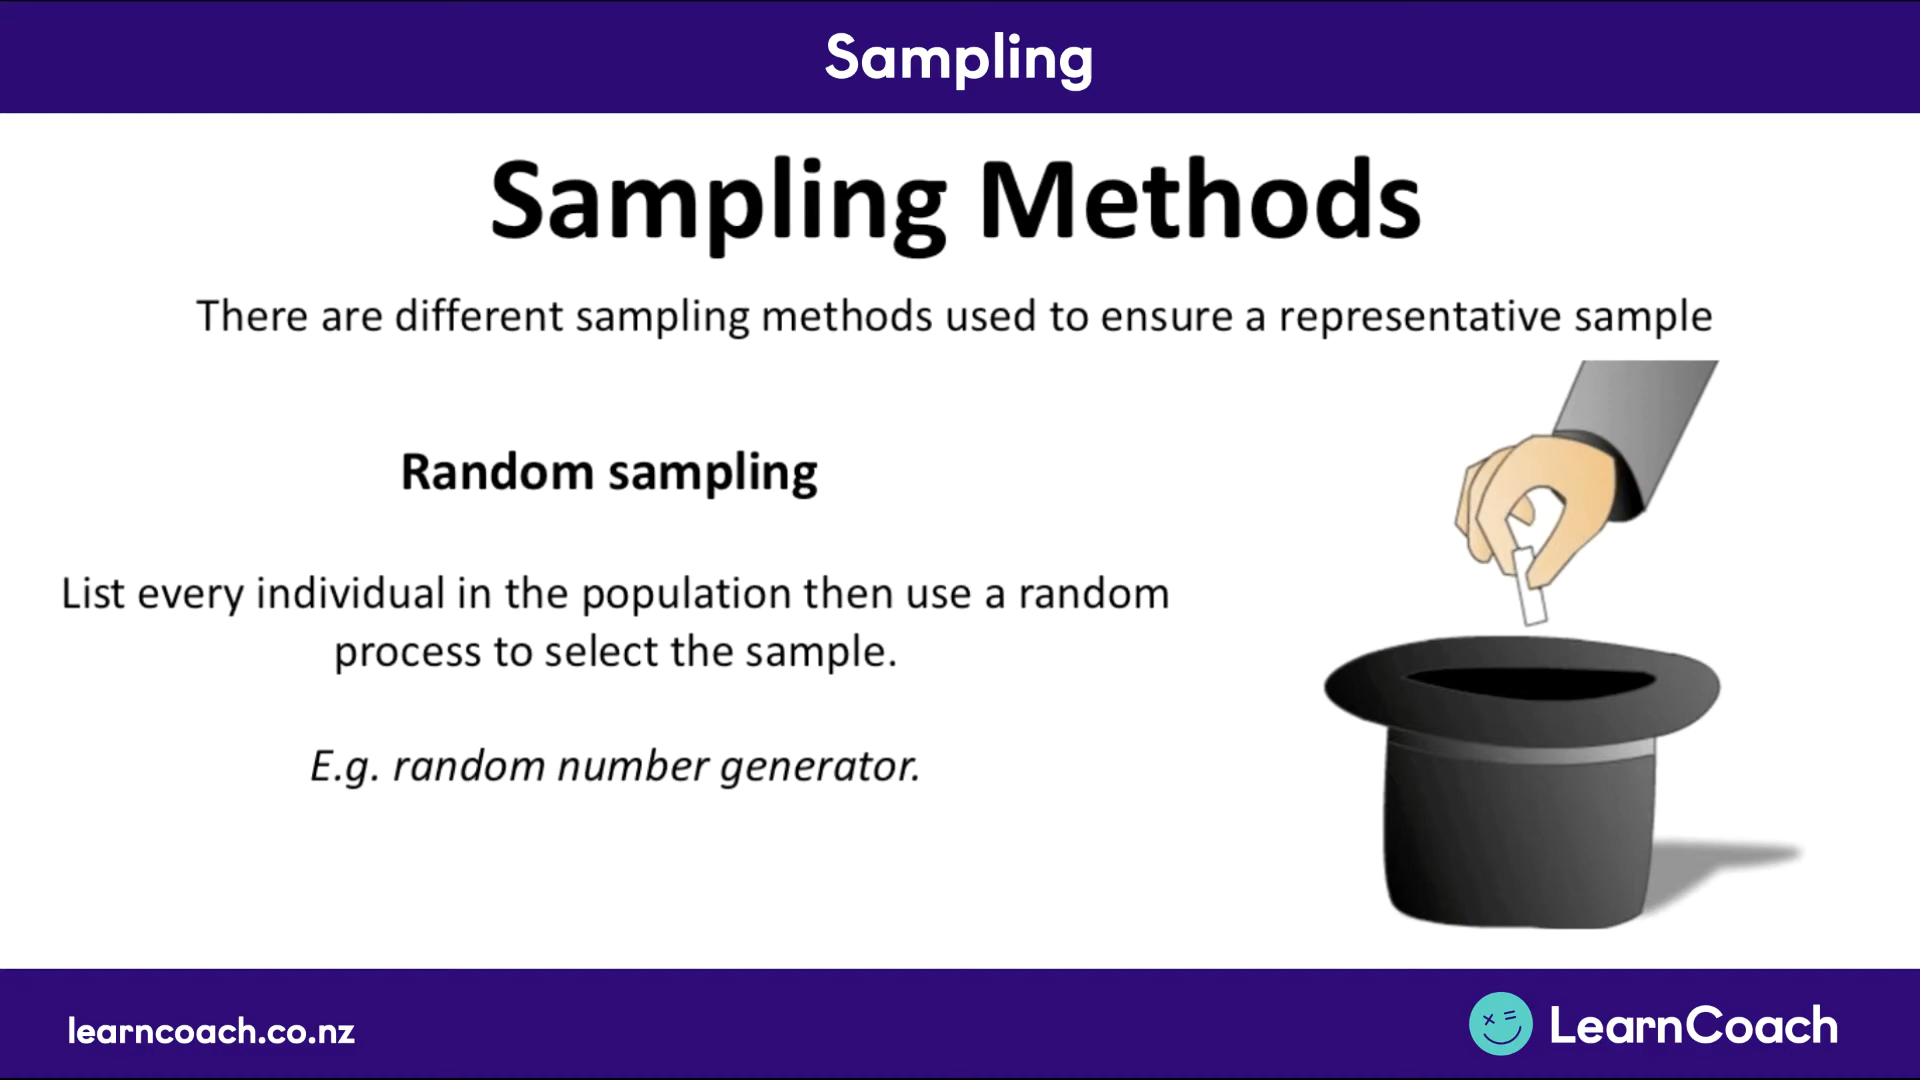 Sampling
Sampling Methods
There are different sampling methods used to ensure a representative sample
Random sampling
List every individual in the population then use a random
process to select the sample.
E.g. random number generator.
learncoach.co.nz
LearnCoach